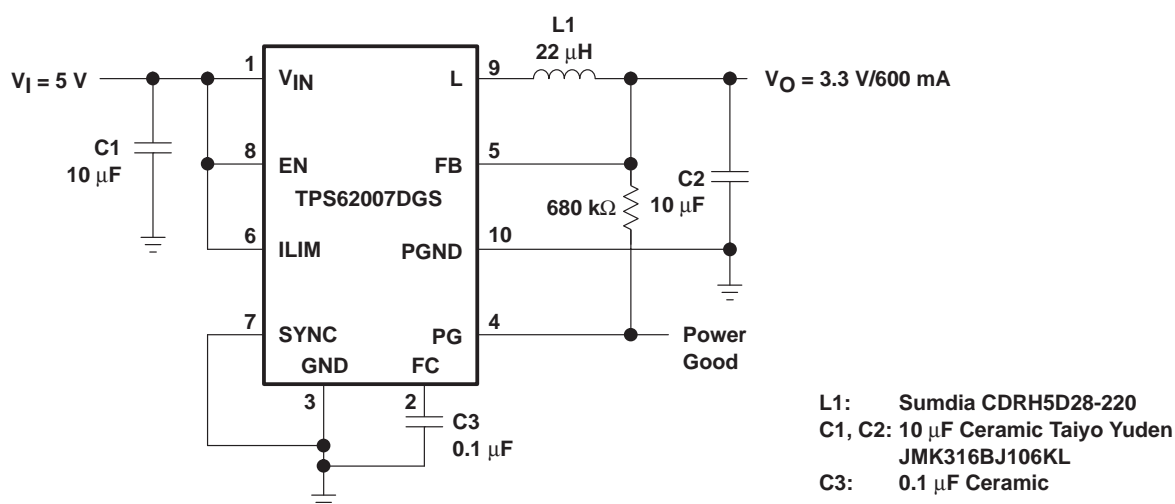 L1
22 μH
VI = 5 V
1
VIN
L
9
VO = 3.3 V/600 mA
C1
10 μF
8
EN
FB
5
TPS62007DGS
680 kΩ
C2
10 μF
6
ILIM
PGND
10
7
SYNC
PG
4
Power
Good
GND
FC
3
2
C3
0.1 μF
L1: Sumdia CDRH5D28-220
C1, C2: 10 μF Ceramic Taiyo Yuden
JMK316BJ106KL
C3: 0.1 μF Ceramic